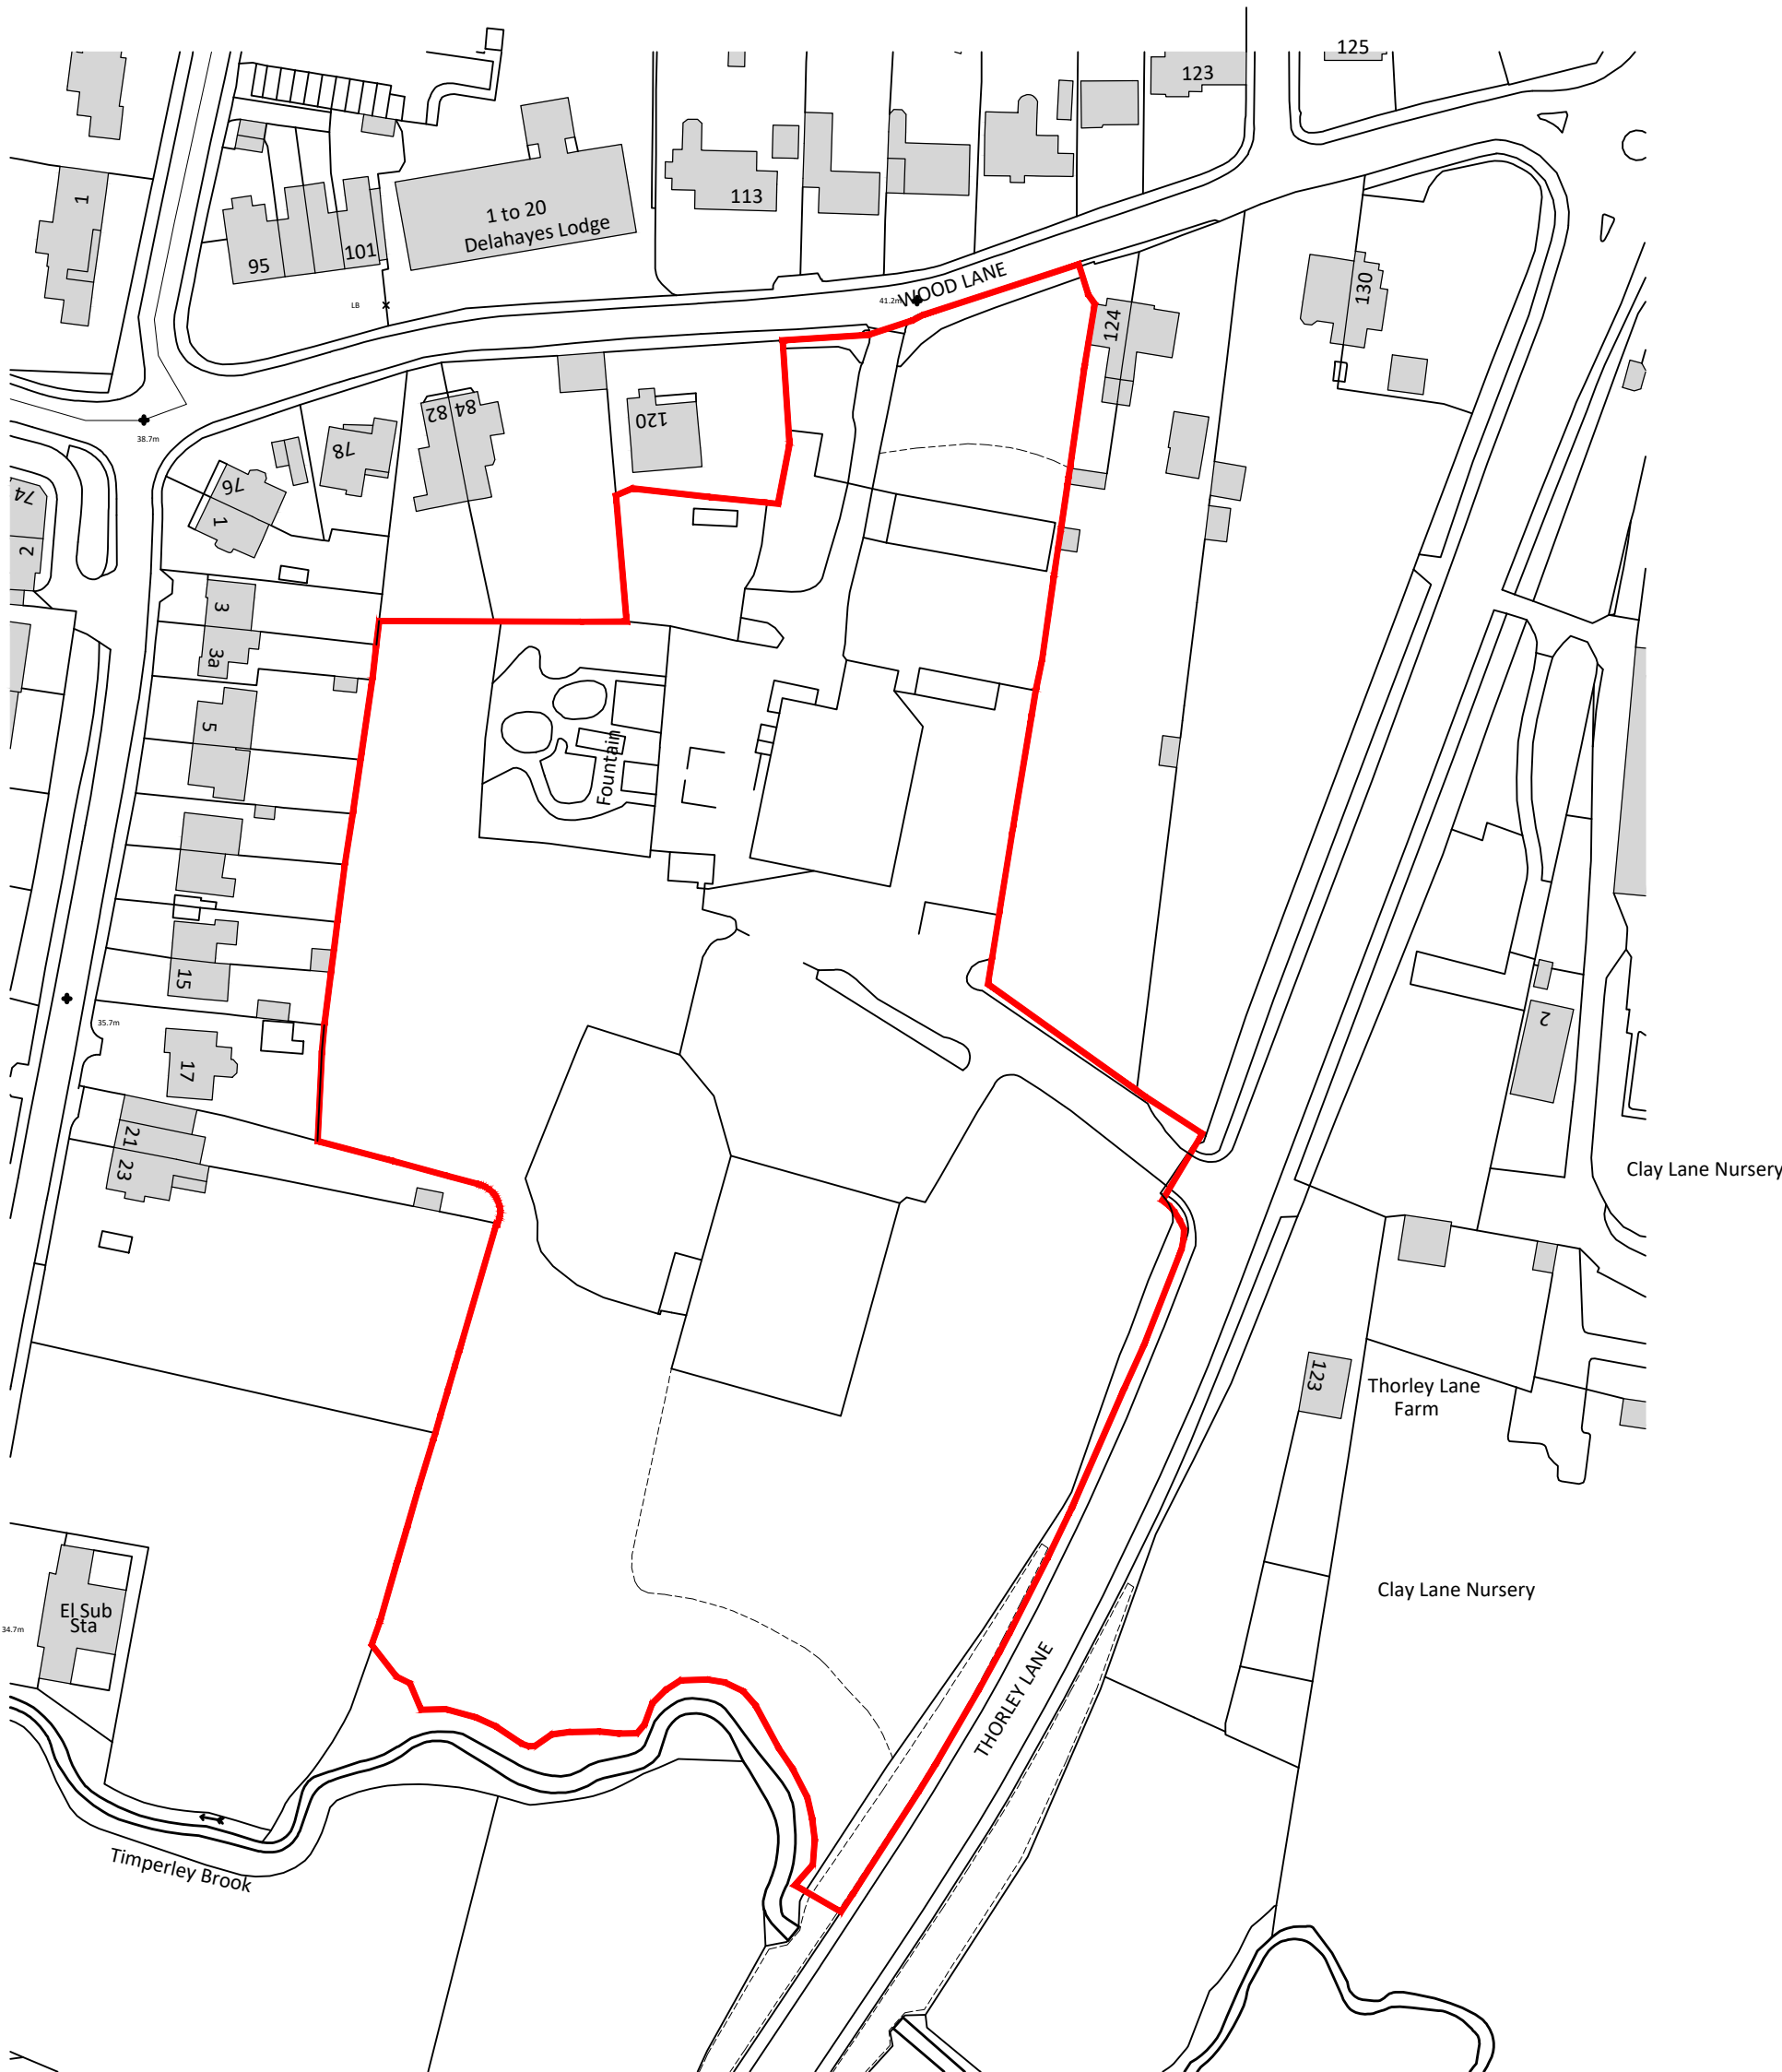 125
123
1
113
1 to 20
Delahayes Lodge
101
95
WOOD LANE
41.2m
LB
130
124
84 82
120
38.7m
78
76
1
74
2
3
3a
5
Fountain
15
35.7m
17
2
21
23
Clay Lane Nursery
123
Thorley Lane
Farm
Clay Lane Nursery
El Sub
Sta
34.7m
THORLEY LANE
Timperley Brook